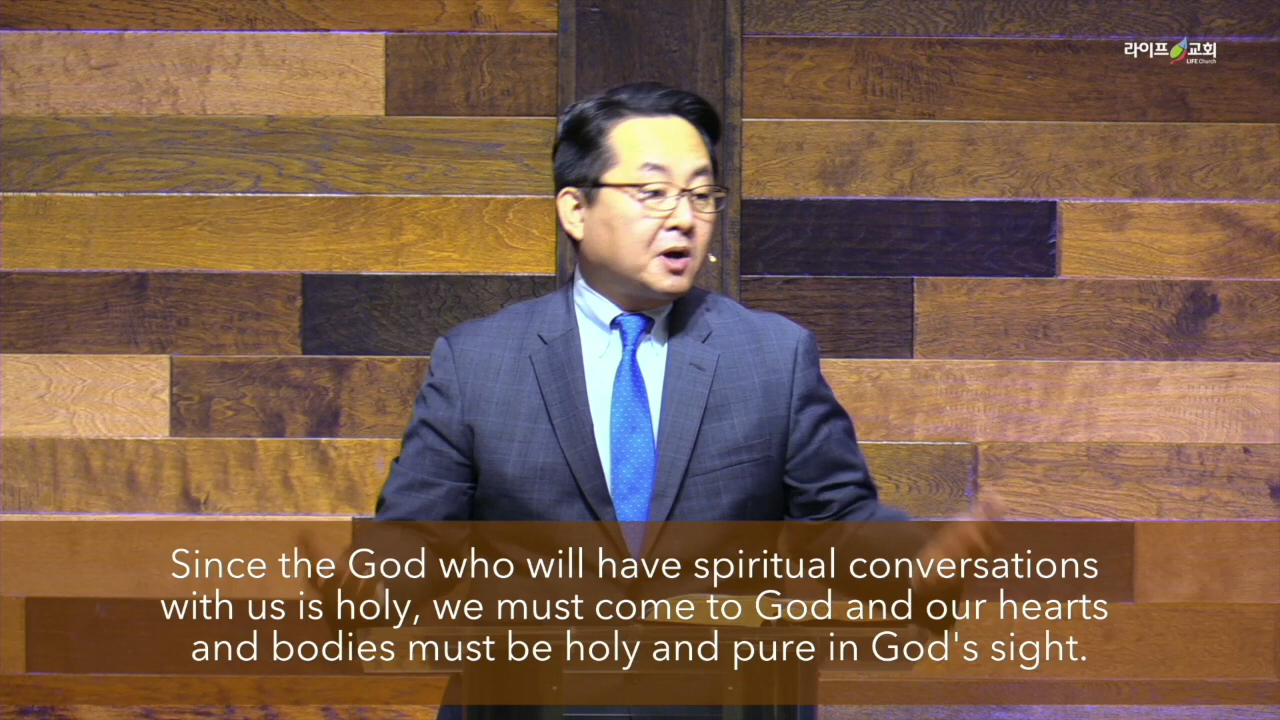 라이프 교회
LIFE Church
Since the God who will have spiritual conversations
with us is holy, we must come to God and our hearts
and bodies must be holy and pure in God's sight.